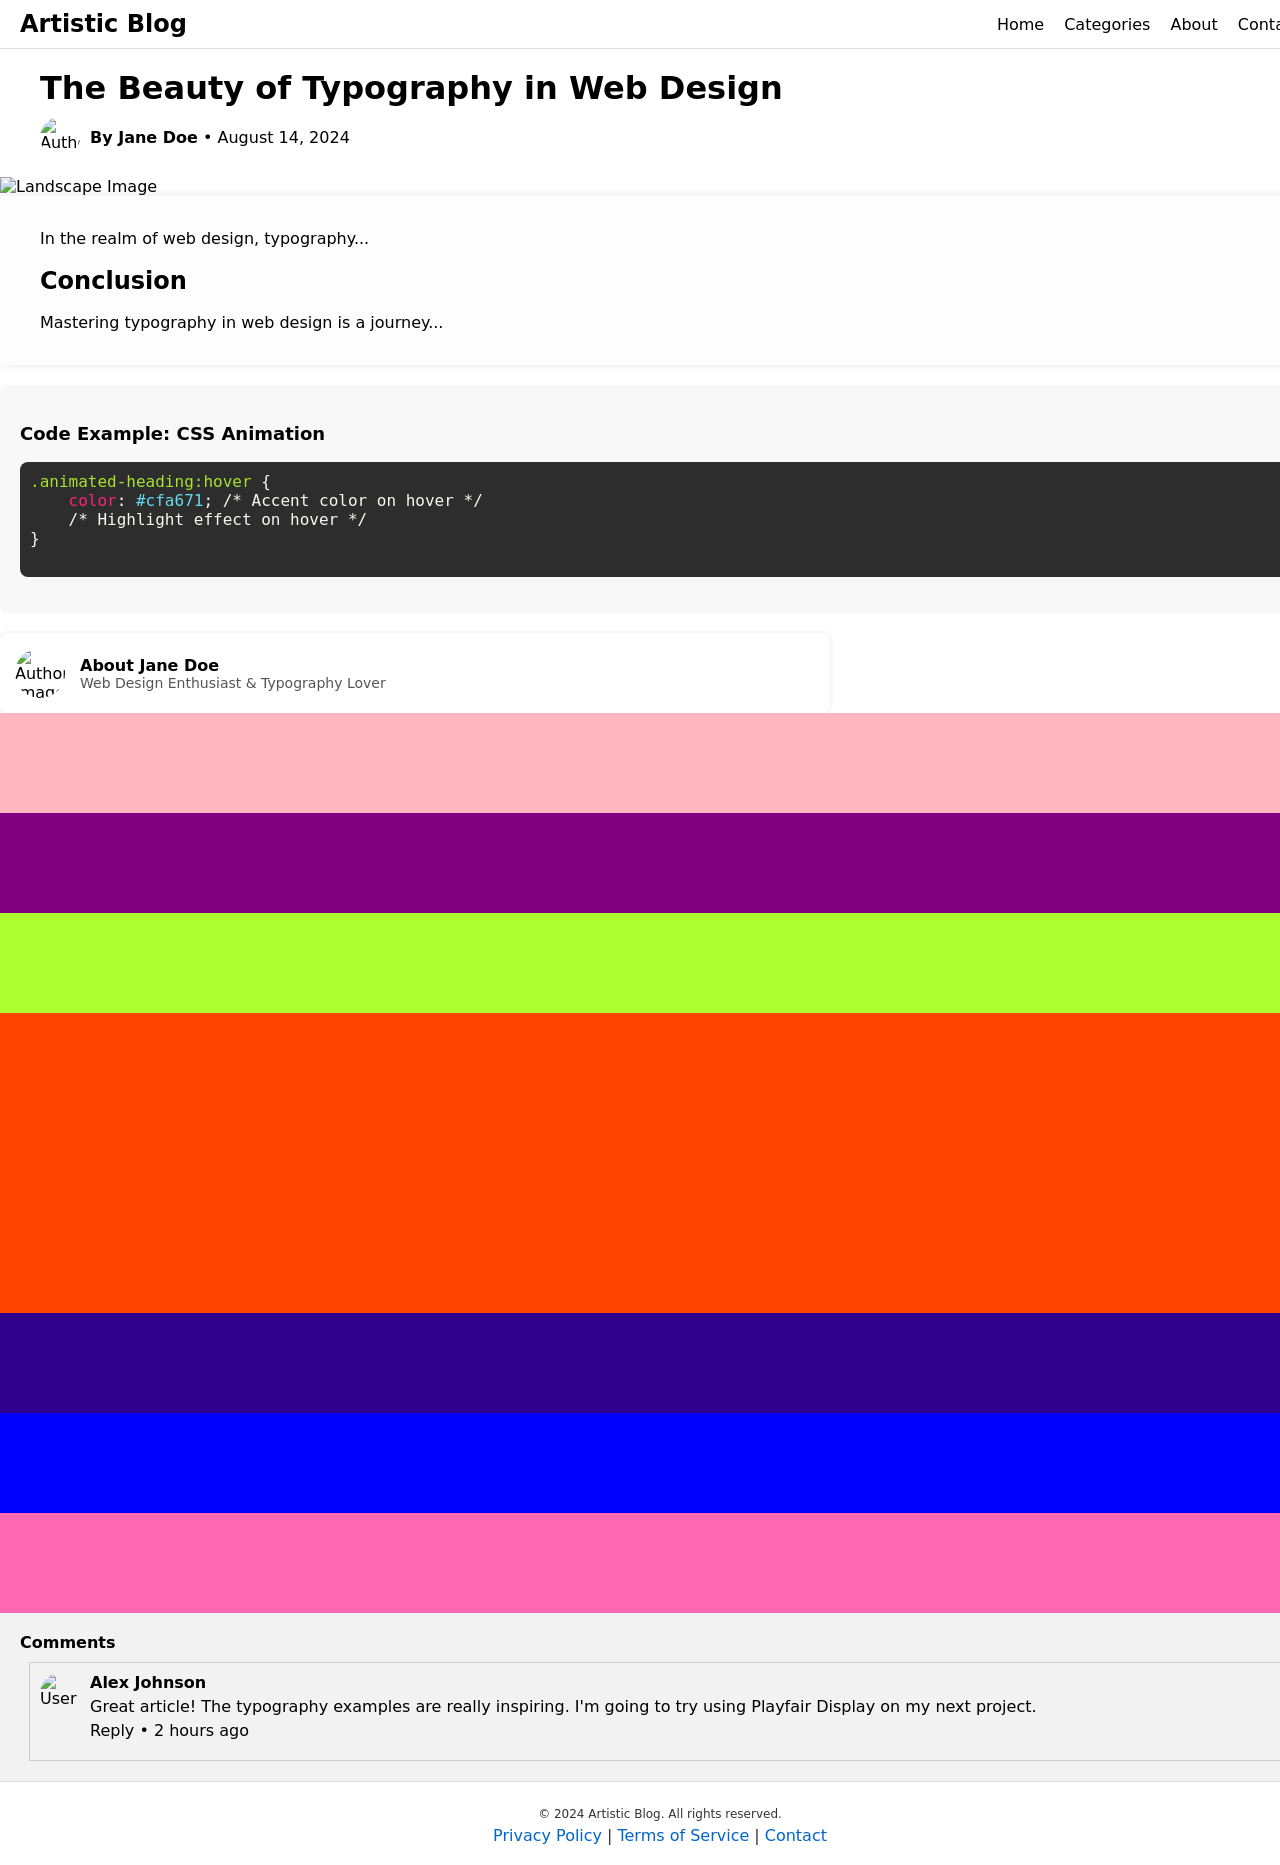 Artistic Blog
Home Categories About Conta
The Beauty of Typography in Web Design
Autho
By Jane Doe • August 14, 2024
Landscape Image
In the realm of web design, typography...
Conclusion
Mastering typography in web design is a journey...
Code Example: CSS Animation
.animated-heading:hover {
color: #cfa671; /* Accent color on hover */
/* Highlight effect on hover */
}
Author
Image
About Jane Doe
Web Design Enthusiast & Typography Lover
Comments
User
Alex Johnson
Great article! The typography examples are really inspiring. I'm going to try using Playfair Display on my next project.
Reply • 2 hours ago
© 2024 Artistic Blog. All rights reserved.
Privacy Policy | Terms of Service | Contact